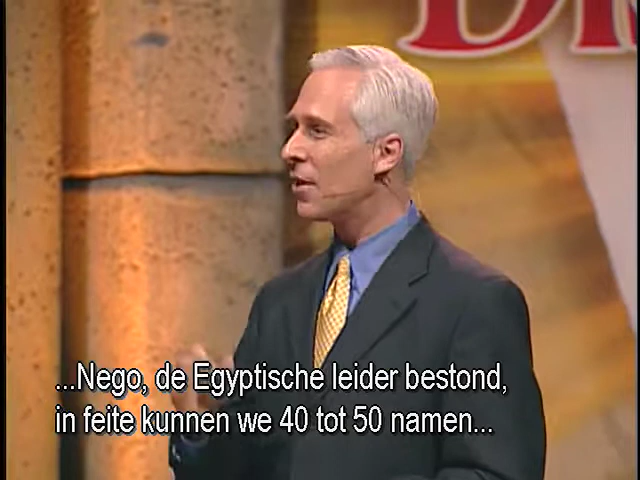 ...Nego, de Egyptische leider bestond,
in feite kunnen we 40 tot 50 namen...